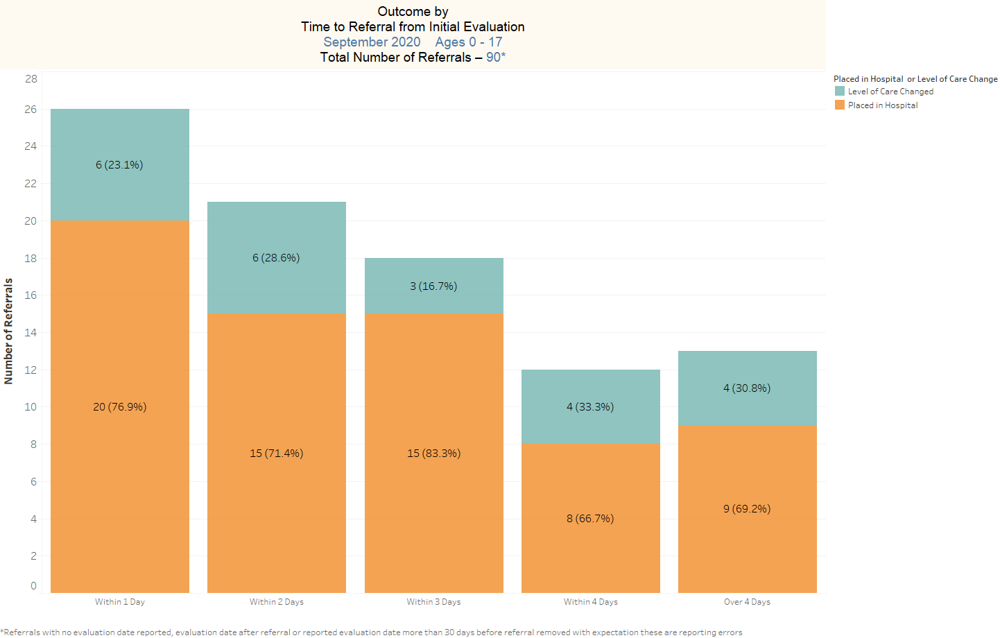 Outcome by
Time to Referral from Initial Evaluation
September 2020 Ages 0 - 17
Total Number of Referrals – 90*
Placed in Hospital or Level of Care Change
Level of Care Changed
Placed in Hospital
Number of Referrals
28
26
24
22
20
18
16
14
12
10
8
6
4
2
0
6 (23.1%)
20 (76.9%)
6 (28.6%)
15 (71.4%)
3 (16.7%)
15 (83.3%)
4 (33.3%)
8 (66.7%)
4 (30.8%)
9 (69.2%)
Within 1 Day
Within 2 Days
Within 3 Days
Within 4 Days
Over 4 Days
*Referrals with no evaluation date reported, evaluation date after referral or reported evaluation date more than 30 days before referral removed with expectation these are reporting errors